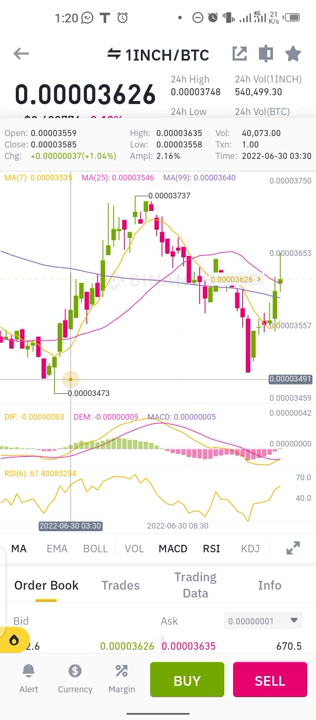 1:20
21 K/s
1INCH/BTC
24h High
24h Vol(1INCH)
0.00003626
0.00003748
540,499.30
24h Low
24h Vol(BTC)
Open: 0.00003559
High: 0.00003635
Vol: 40,073.00
Close: 0.00003585
Low: 0.00003558
Txn: 1.00
Chg: +0.00000037(+1.04%)
Ampl: 2.16%
Time: 2022-06-30 03:30
MA(7): 0.00003535
MA(25): 0.00003546
MA(99): 0.00003640
0.00003750
0.00003737
0.00003653
0.00003626 >
0.00003557
0.00003491
0.00003473
0.00003459
DIF: -0.00000003
DEM: -0.00000009
MACD: 0.00000005
0.00000042
0.00000000
RSI(6): 67.40085254
70.0
40.0
2022-06-30 03:30
2022-06-30 08:30
MA
EMA
BOLL
VOL
MACD
RSI
KDJ
Order Book
Trades
Trading Data
Info
Bid
Ask
0.00000001
2.6
0.00003626
0.00003635
670.5
Alert
Currency
Margin
BUY
SELL